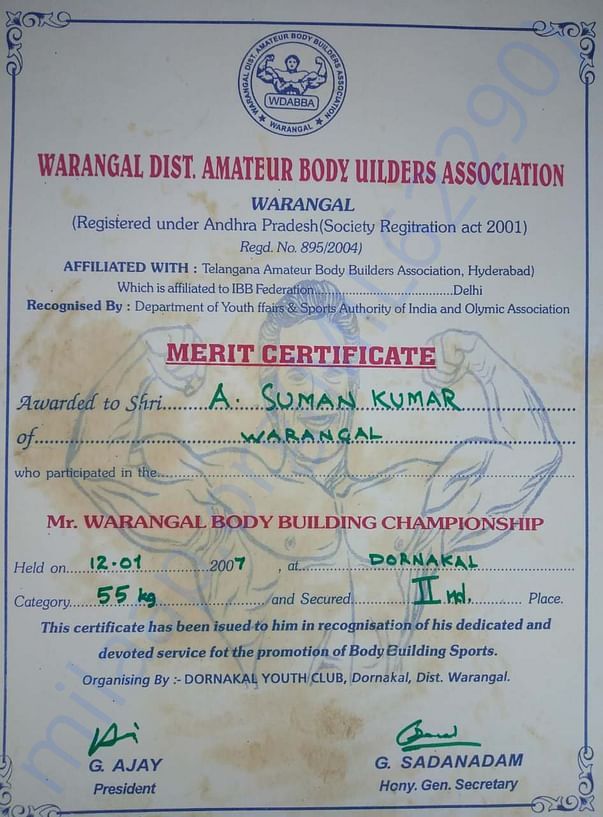 WARANGAL DIST. AMATEUR BODY BUILDERS ASSOCIATION
WDABBA
★ WARANGAL ★
WARANGAL DIST. AMATEUR BODY UILDERS ASSOCIATION
WARANGAL
(Registered under Andhra Pradesh(Society Regitration act 2001)
Regd. No. 895/2004)
AFFILIATED WITH : Telangana Amateur Body Builders Association, Hyderabad)
Which is affiliated to IBB Federation..............................Delhi
Recognised By : Department of Youth ffairs & Sports Authority of India and Olymic Association
MERIT CERTIFICATE
Awarded to Shri........A. SUMAN KUMAR........
of........WARANGAL........
who participated in the........
Mr. WARANGAL BODY BUILDING CHAMPIONSHIP
Held on....12.01........2007, at........DORNAKAL........
Category....55 kg........and Secured........II nd.........Place.
This certificate has been issued to him in recognisation of his dedicated and
devoted service fot the promotion of Body Building Sports.
Organising By :- DORNAKAL YOUTH CLUB, Dornakal, Dist. Warangal.
G. AJAY
President
G. SADANADAM
Hony. Gen. Secretary